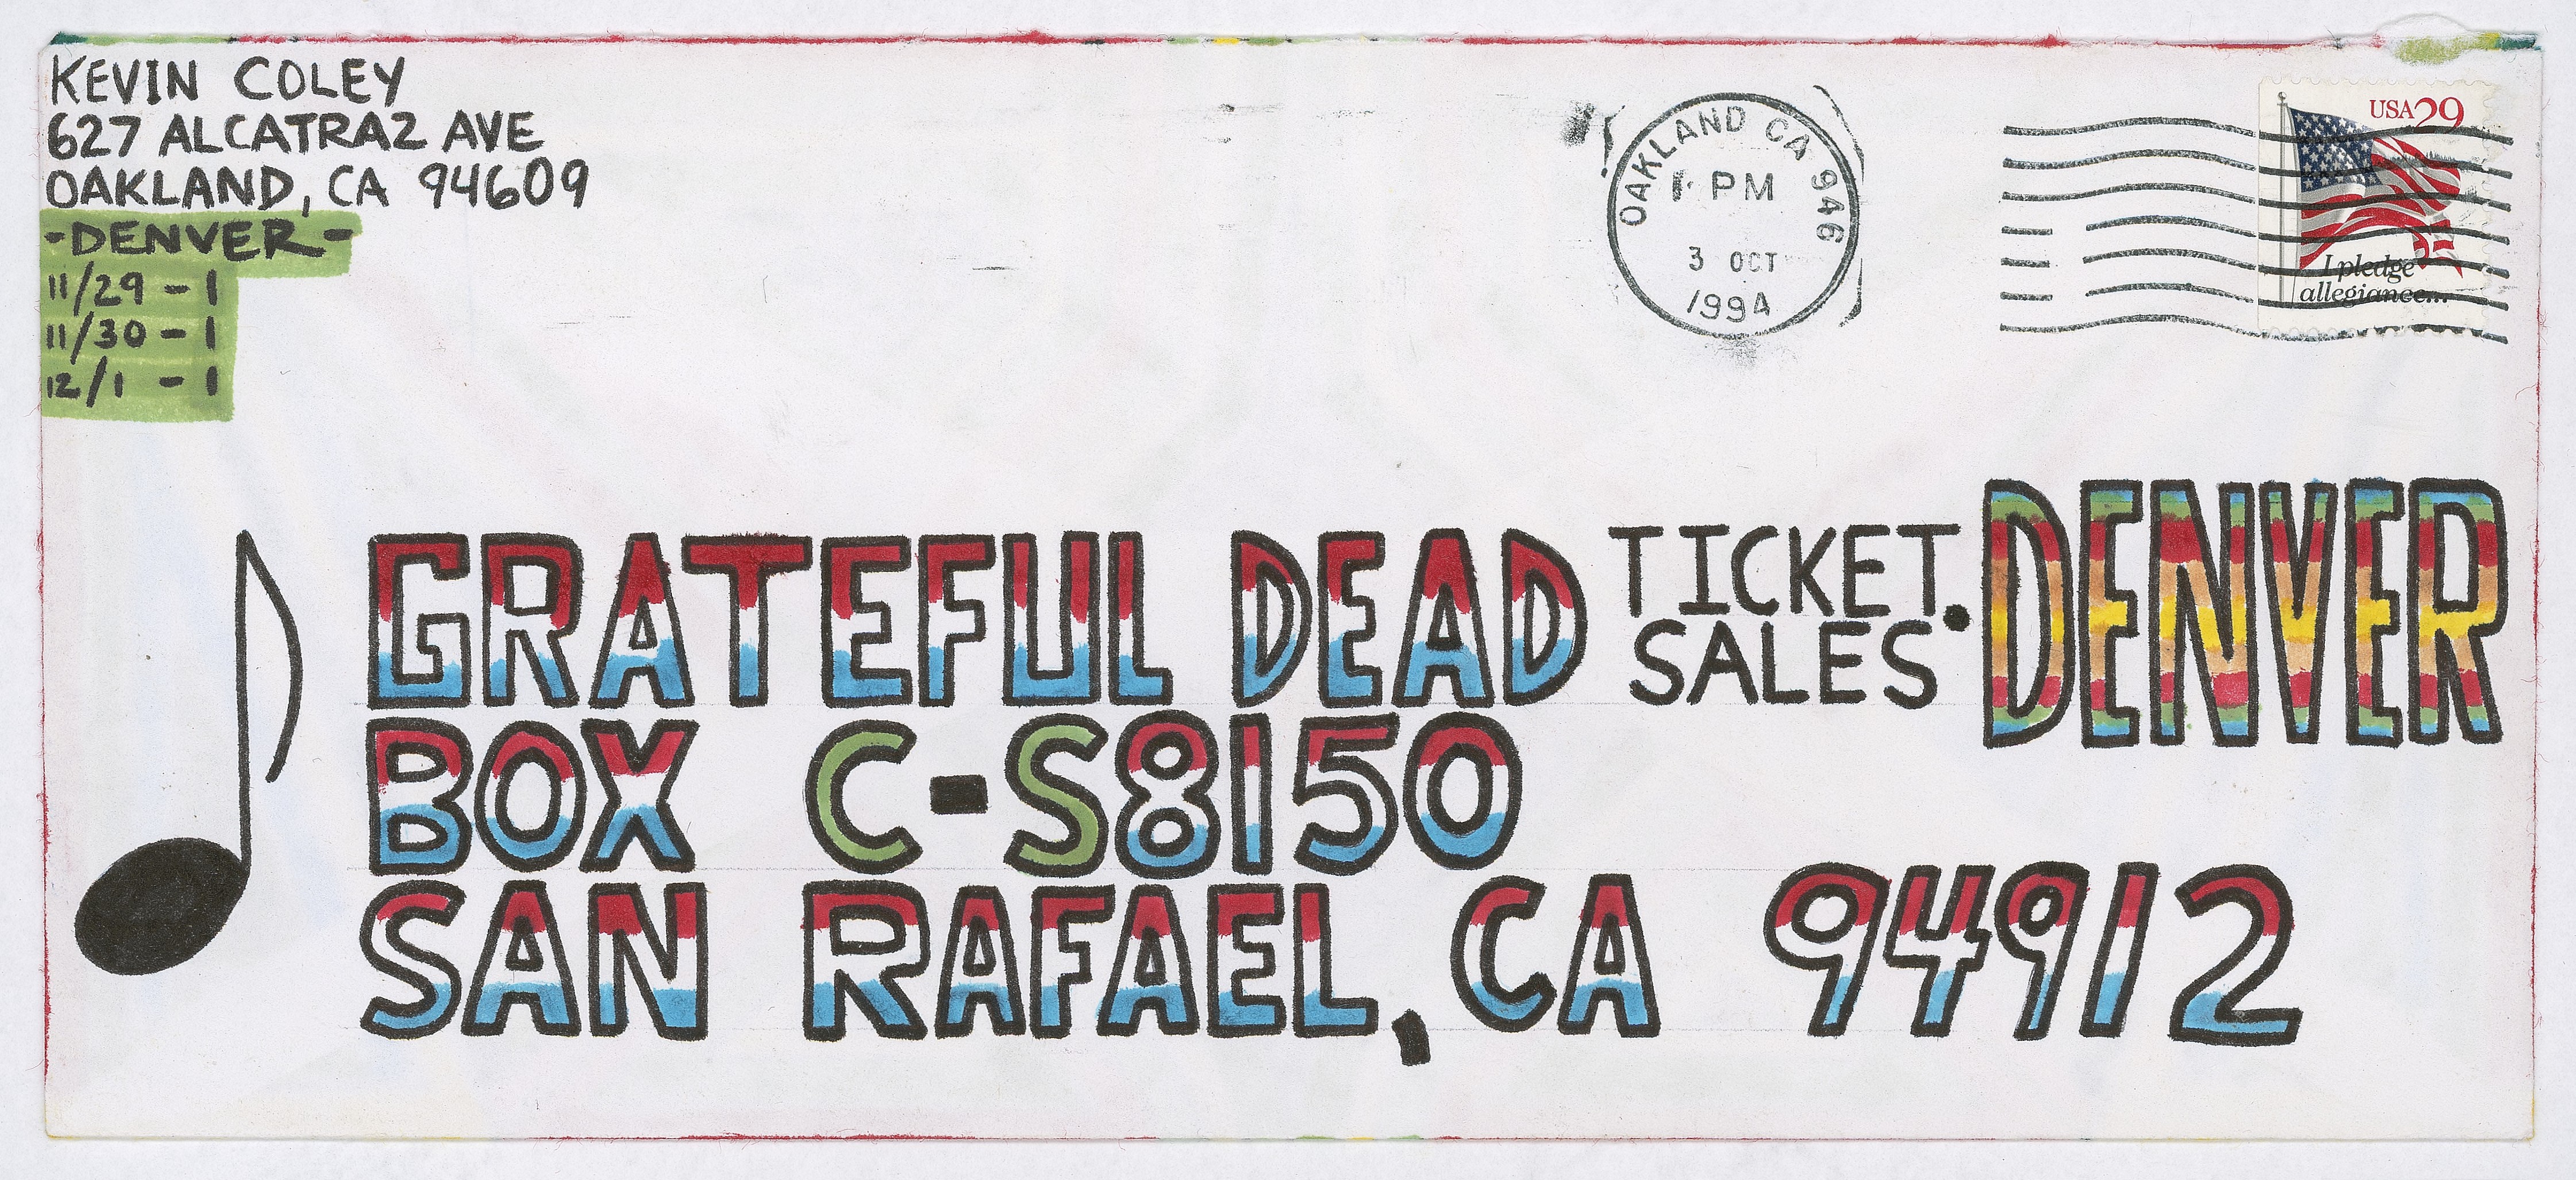 KEVIN COLEY
627 ALCATRAZ AVE
OAKLAND, CA 94609
-DENVER-
11/29 - 1
11/30 - 1
12/1 - 1
OAKLAND CA 946
PM
3 OCT
1994
USA 29
I pledge
allegiance...
GRATEFUL DEAD TICKET SALES • DENVER
BOX C-S8150
SAN RAFAEL, CA 94912